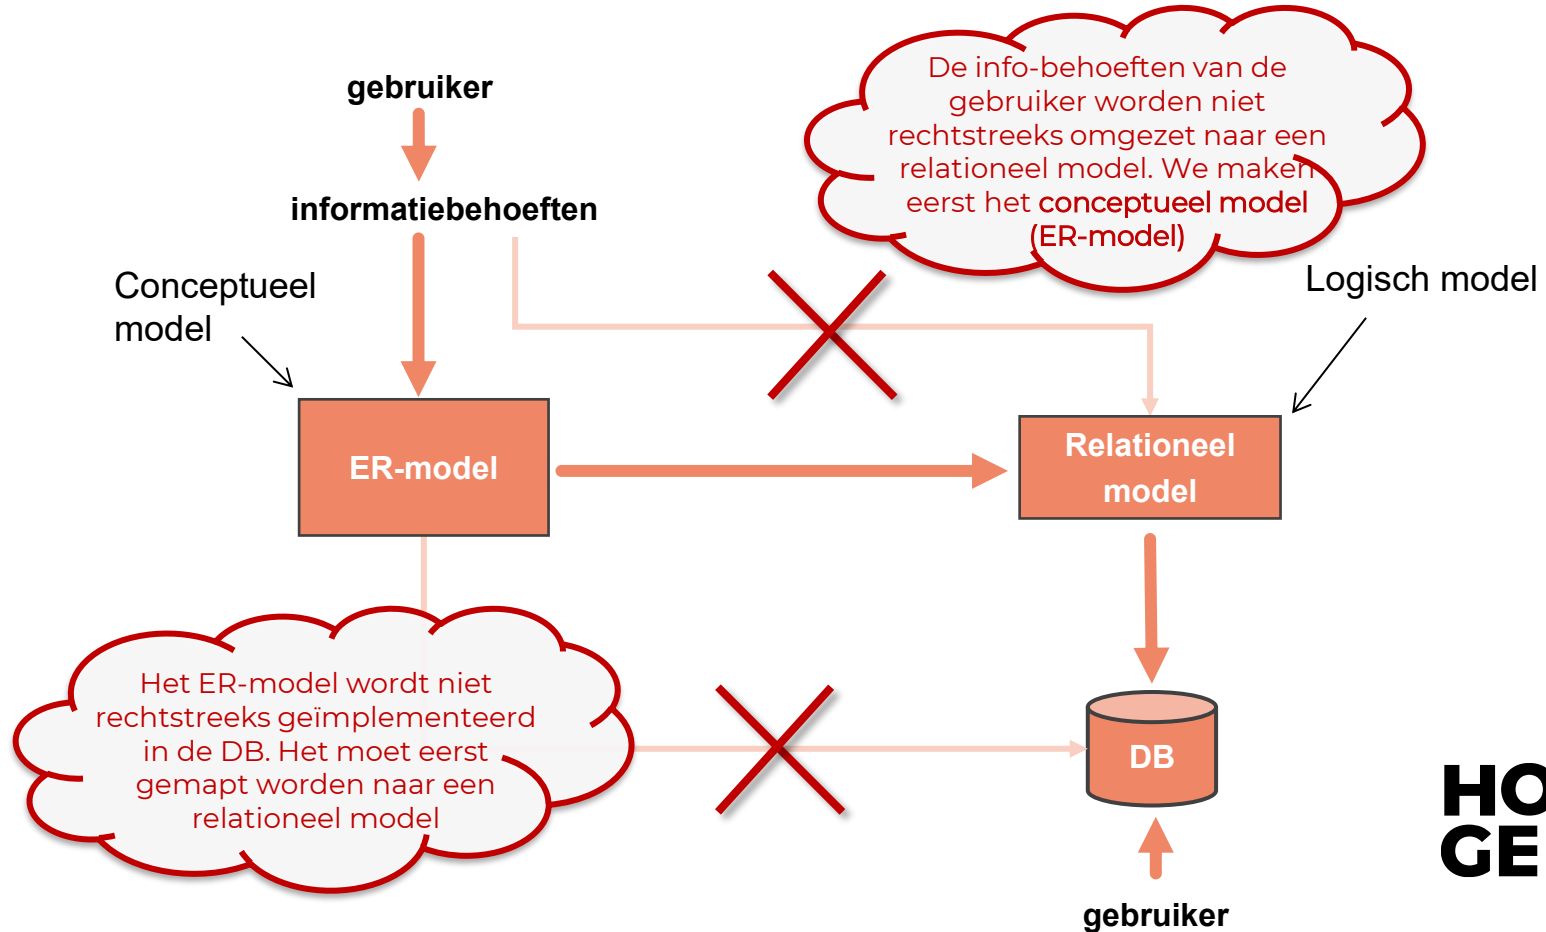 gebruiker
De info-behoeften van de
gebruiker worden niet
rechtstreeks omgezet naar een
relationeel model. We maken
eerst het conceptueel model
(ER-model)
informatiebehoeften
Conceptueel
model
Logisch model
ER-model
Relationeel
model
Het ER-model wordt niet
rechtstreeks geïmplementeerd
in de DB. Het moet eerst
gemapt worden naar een
relationeel model
DB
HO
GE
gebruiker